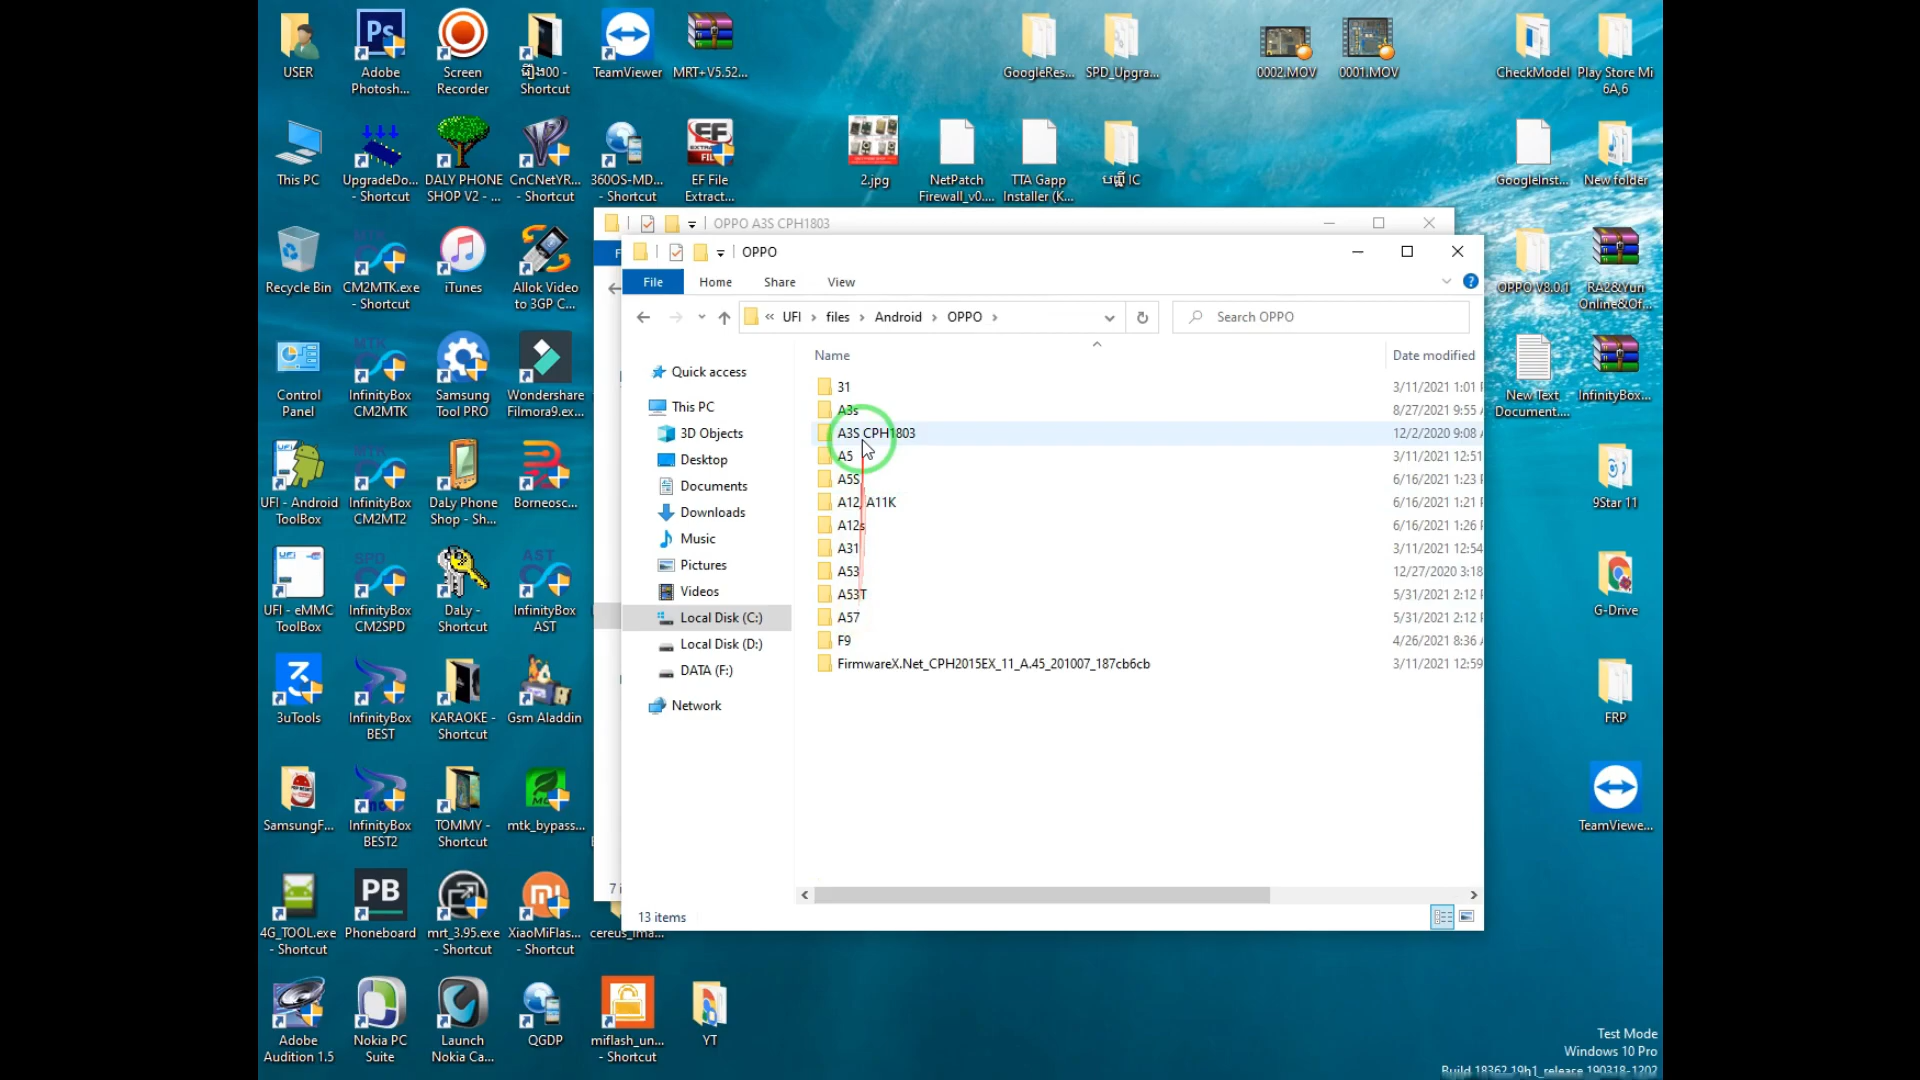 USER
Adobe
Photosh...
Screen
Recorder
រឿង100 -
Shortcut
TeamViewer
MRT+V5.52...
GoogleRes...
SPD_Upgra...
0002.MOV
0001.MOV
CheckModel
Play Store Mi
6A,6
This PC
UpgradeDo...
- Shortcut
DALY PHONE
SHOP V2 - ...
CnCNetYR...
- Shortcut
360OS-MD...
- Shortcut
EF File
Extract...
2.jpg
NetPatch
Firewall_v0....
TTA Gapp
Installer (K...
បញ្ជី IC
GoogleInst...
New folder
OPPO A3S CPH1803
OPPO
File
Home
Share
View
UFI
files
Android
OPPO
Search OPPO
Name
Date modified
Quick access
This PC
3D Objects
Desktop
Documents
Downloads
Music
Pictures
Videos
Local Disk (C:)
Local Disk (D:)
DATA (F:)
Network
31 3/11/2021 1:01
A3s 8/27/2021 9:55
A3S CPH1803 12/2/2020 9:08
A5 3/11/2021 12:51
A5S 6/16/2021 1:23
A12, A11K 6/16/2021 1:21
A12s 6/16/2021 1:26
A31 3/11/2021 12:54
A53 12/27/2020 3:18
A53T 5/31/2021 2:12
A57 5/31/2021 2:12
F9 4/26/2021 8:36
FirmwareX.Net_CPH2015EX_11_A.45_201007_187cb6cb 3/11/2021 12:59
13 items
Recycle Bin
CM2MTK.exe
- Shortcut
iTunes
Allok Video
to 3GP C...
OPPO V8.0.1
RA2&Yun
Online&Of...
Control
Panel
InfinityBox
CM2MTK
Samsung
Tool PRO
Wondershare
Filmora9.ex...
New Text
Document....
InfinityBox...
UFI - Android
ToolBox
InfinityBox
CM2MT2
DaLy Phone
Shop - Sh...
Borneosc...
9Star 11
UFI - eMMC
ToolBox
InfinityBox
CM2SPD
DaLy -
Shortcut
InfinityBox
AST
G-Drive
3uTools
InfinityBox
BEST
KARAOKE -
Shortcut
Gsm Aladdin
FRP
SamsungF...
InfinityBox
BEST2
TOMMY -
Shortcut
mtk_bypass...
TeamViewe...
4G_TOOL.exe
- Shortcut
Phoneboard
mrt_3.95.exe
- Shortcut
XiaoMiFlas...
- Shortcut
cereus_ima...
Adobe
Audition 1.5
Nokia PC
Suite
Launch
Nokia Ca...
QGDP
miflash_un...
- Shortcut
YT
Test Mode
Windows 10 Pro
Build 18362.19h1_release.190318-1202